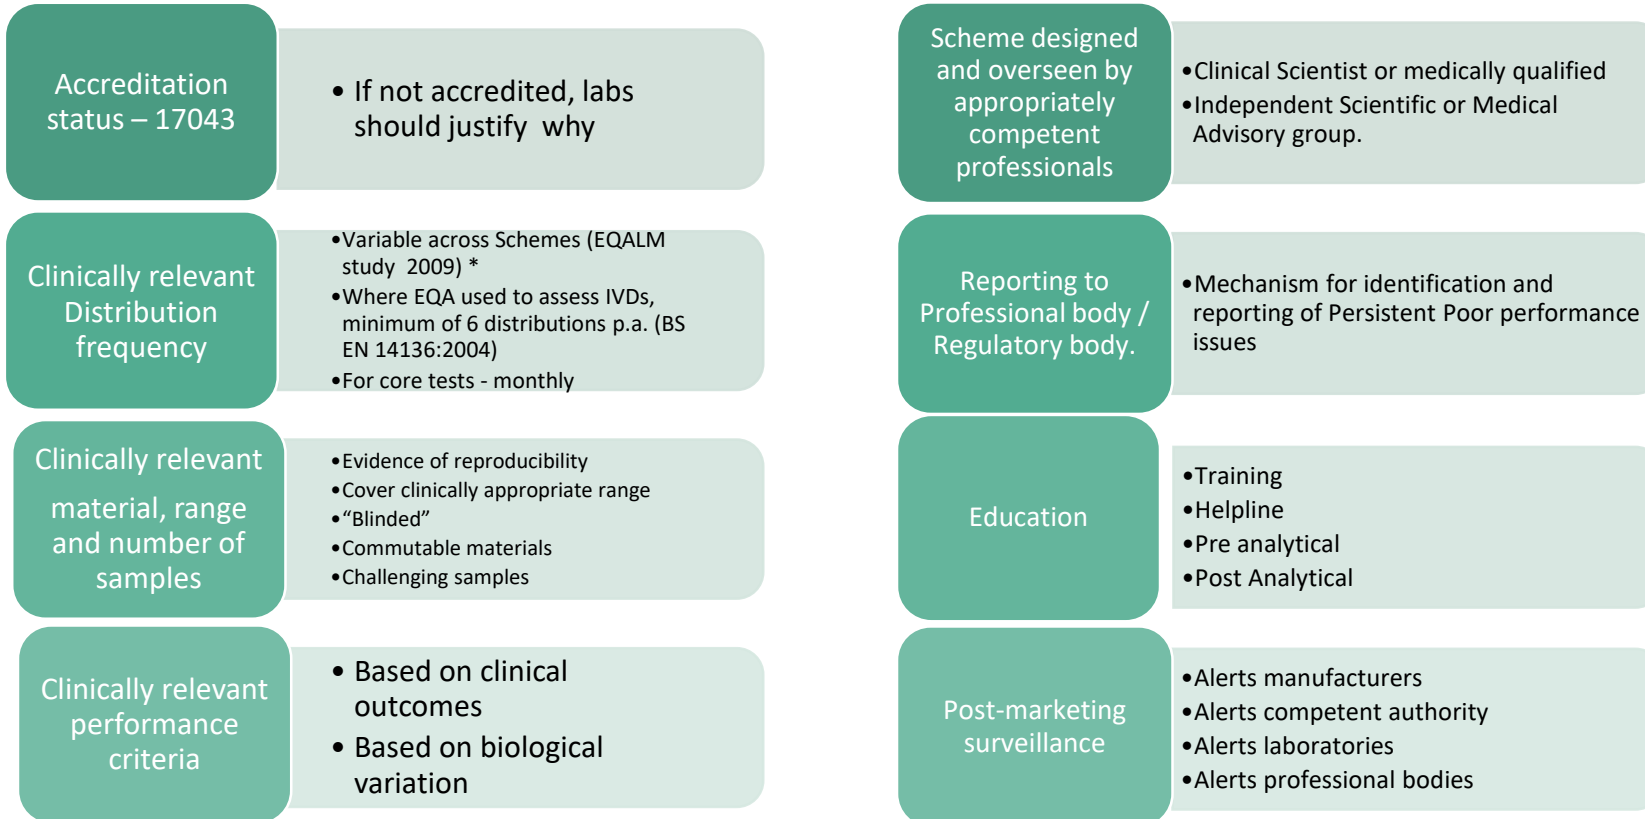 Accreditation
status – 17043
• If not accredited, labs
should justify  why
Clinically relevant
Distribution
frequency
•Variable across Schemes (EQALM
study  2009) *
•Where EQA used to assess IVDs,
minimum of 6 distributions p.a. (BS
EN 14136:2004)
•For core tests - monthly
Clinically relevant
material, range
and number of
samples
•Evidence of reproducibility
•Cover clinically appropriate range
•“Blinded”
•Commutable materials
•Challenging samples
Clinically relevant
performance
criteria
• Based on clinical
outcomes
• Based on biological
variation
Scheme designed
and overseen by
appropriately
competent
professionals
•Clinical Scientist or medically qualified
•Independent Scientific or Medical
Advisory group.
Reporting to
Professional body /
Regulatory body.
•Mechanism for identification and
reporting of Persistent Poor performance
issues
Education
•Training
•Helpline
•Pre analytical
•Post Analytical
Post-marketing
surveillance
•Alerts manufacturers
•Alerts competent authority
•Alerts laboratories
•Alerts professional bodies